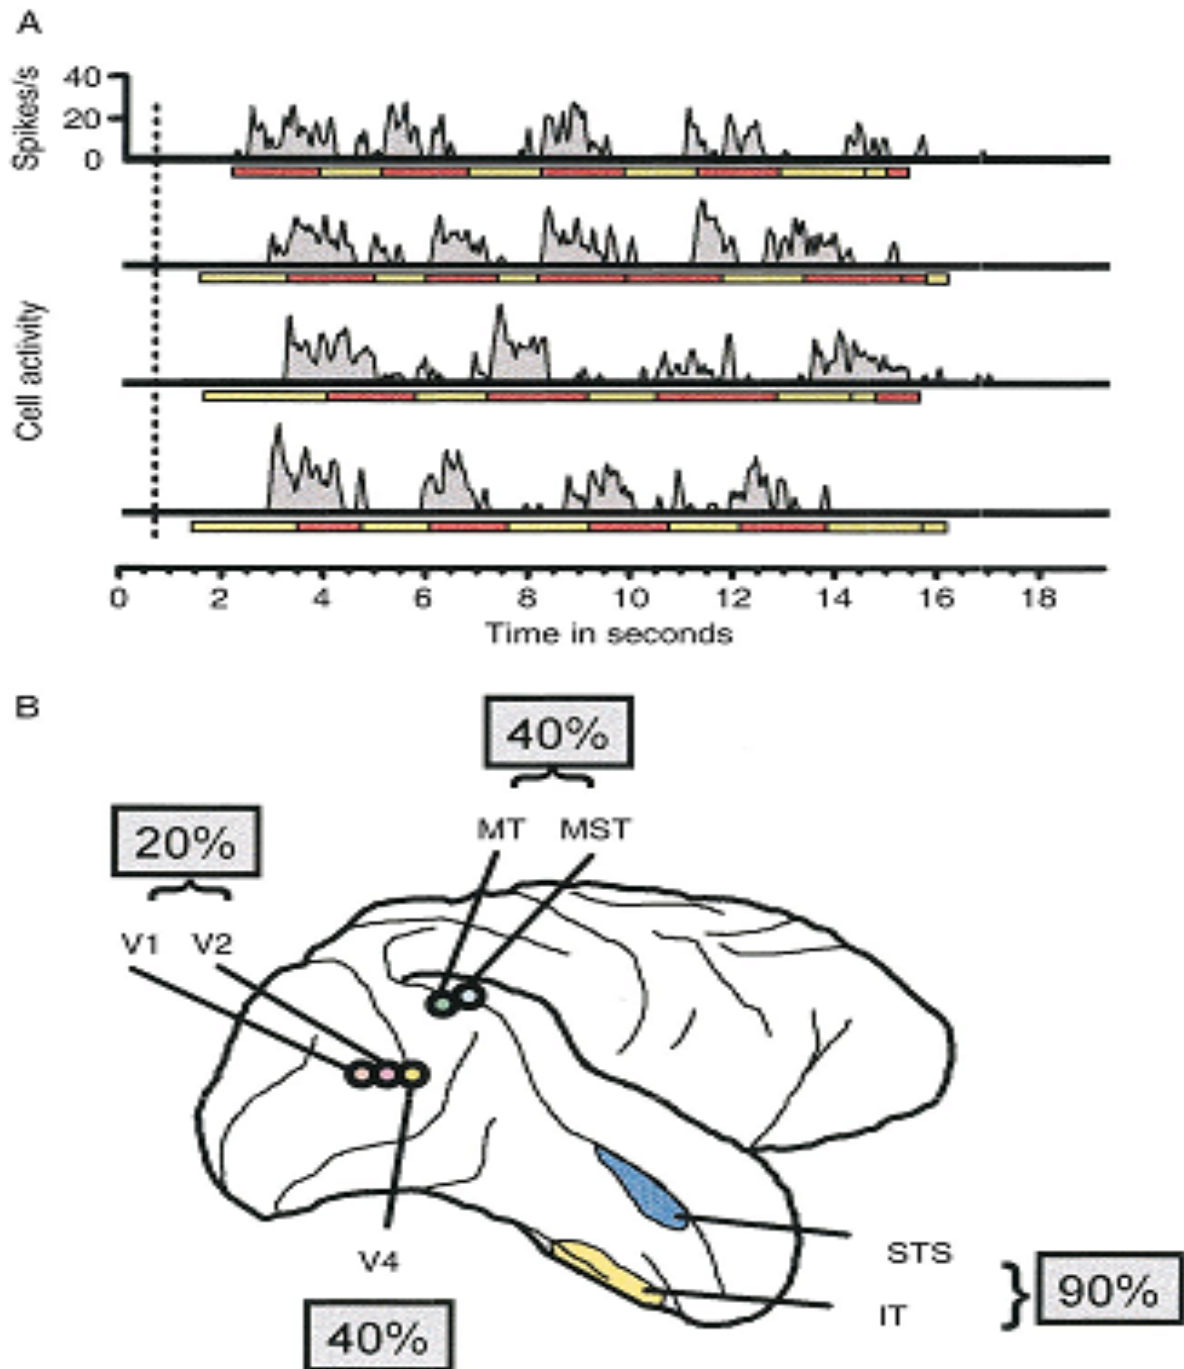 A
Spikes/s
40
20
0
Cell activity
0 2 4 6 8 10 12 14 16 18
Time in seconds
B
40%
MT MST
20%
V1 V2
V4
40%
STS
IT
90%